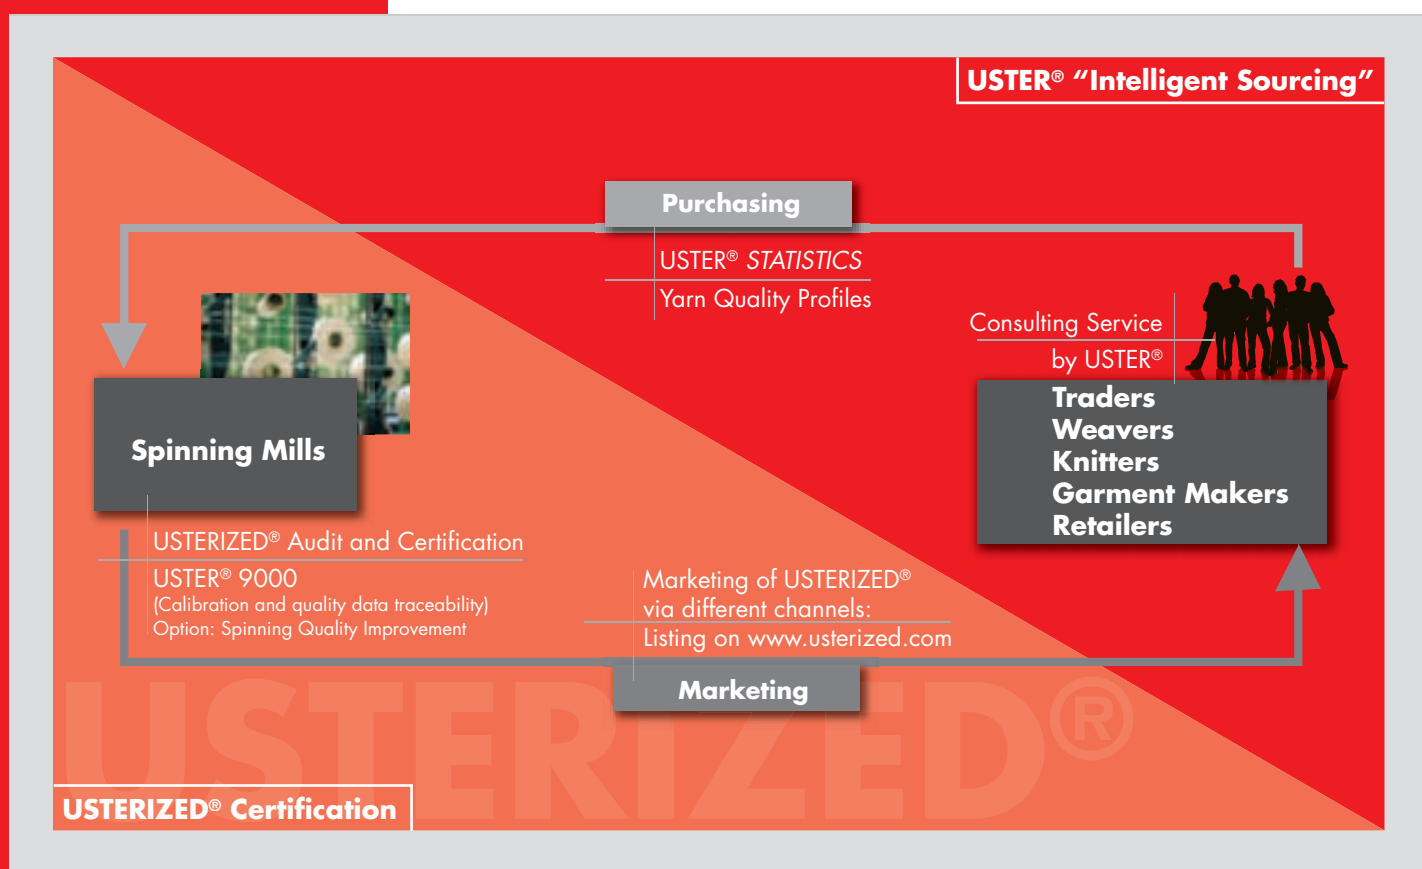 USTER® “Intelligent Sourcing”
Purchasing
USTER® STATISTICS
Yarn Quality Profiles
Consulting Service
by USTER®
Traders
Weavers
Knitters
Garment Makers
Retailers
Spinning Mills
USTERIZED® Audit and Certification
USTER® 9000
(Calibration and quality data traceability)
Option: Spinning Quality Improvement
Marketing of USTERIZED®
via different channels:
Listing on www.usterized.com
Marketing
USTERIZED®
USTERIZED® Certification